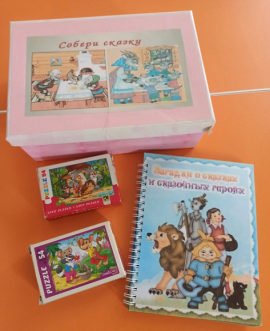 Собери сказку
Загадки о сказках
и сказочных героях
PUZZLE 54